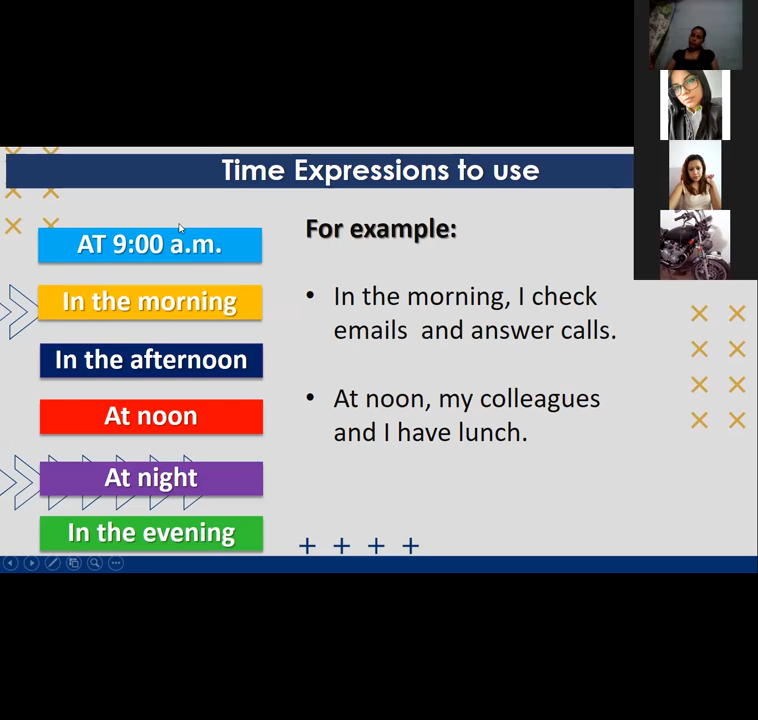 Time Expressions to use
AT 9:00 a.m.
In the morning
In the afternoon
At noon
At night
In the evening
For example:
• In the morning, I check
emails and answer calls.
• At noon, my colleagues
and I have lunch.